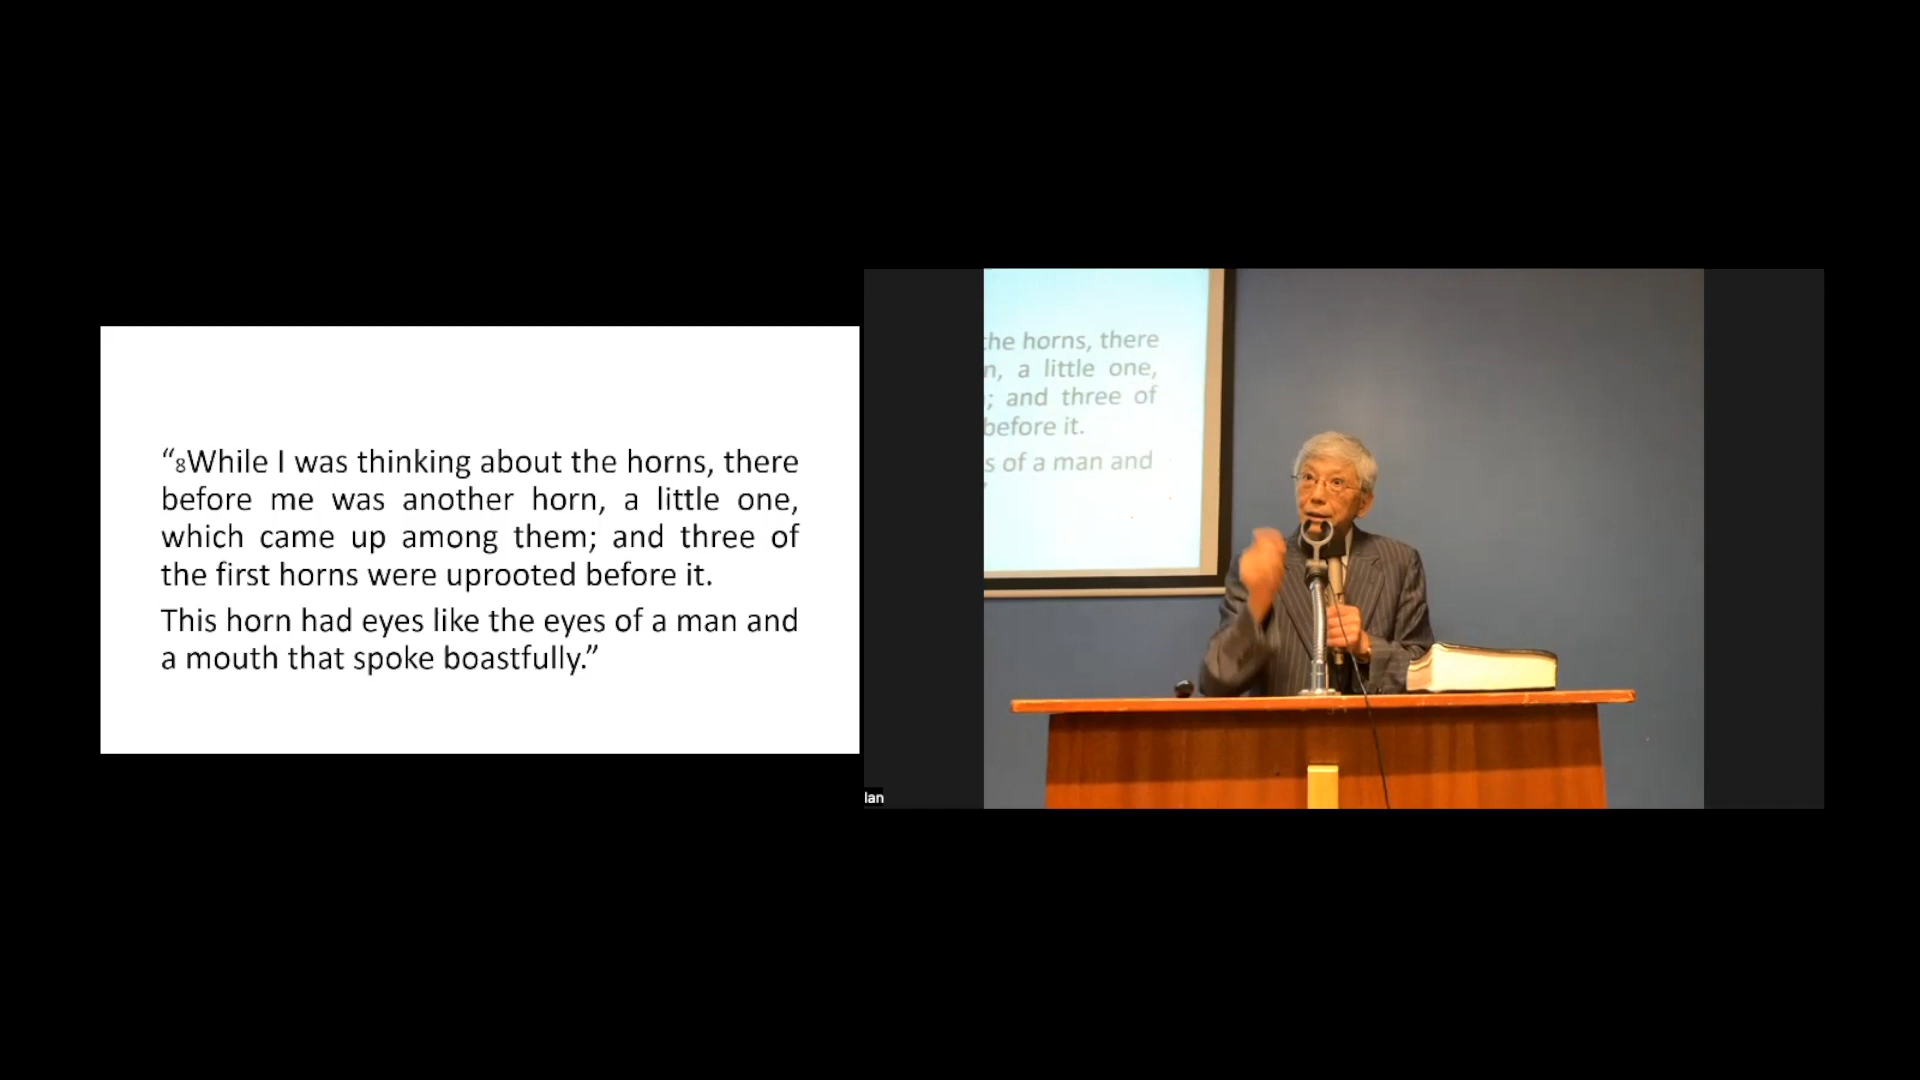 “8While I was thinking about the horns, there
before me was another horn, a little one,
which came up among them; and three of
the first horns were uprooted before it.
This horn had eyes like the eyes of a man and
a mouth that spoke boastfully.”
the horns, there
n, a little one,
; and three of
before it.
s of a man and
”
lan